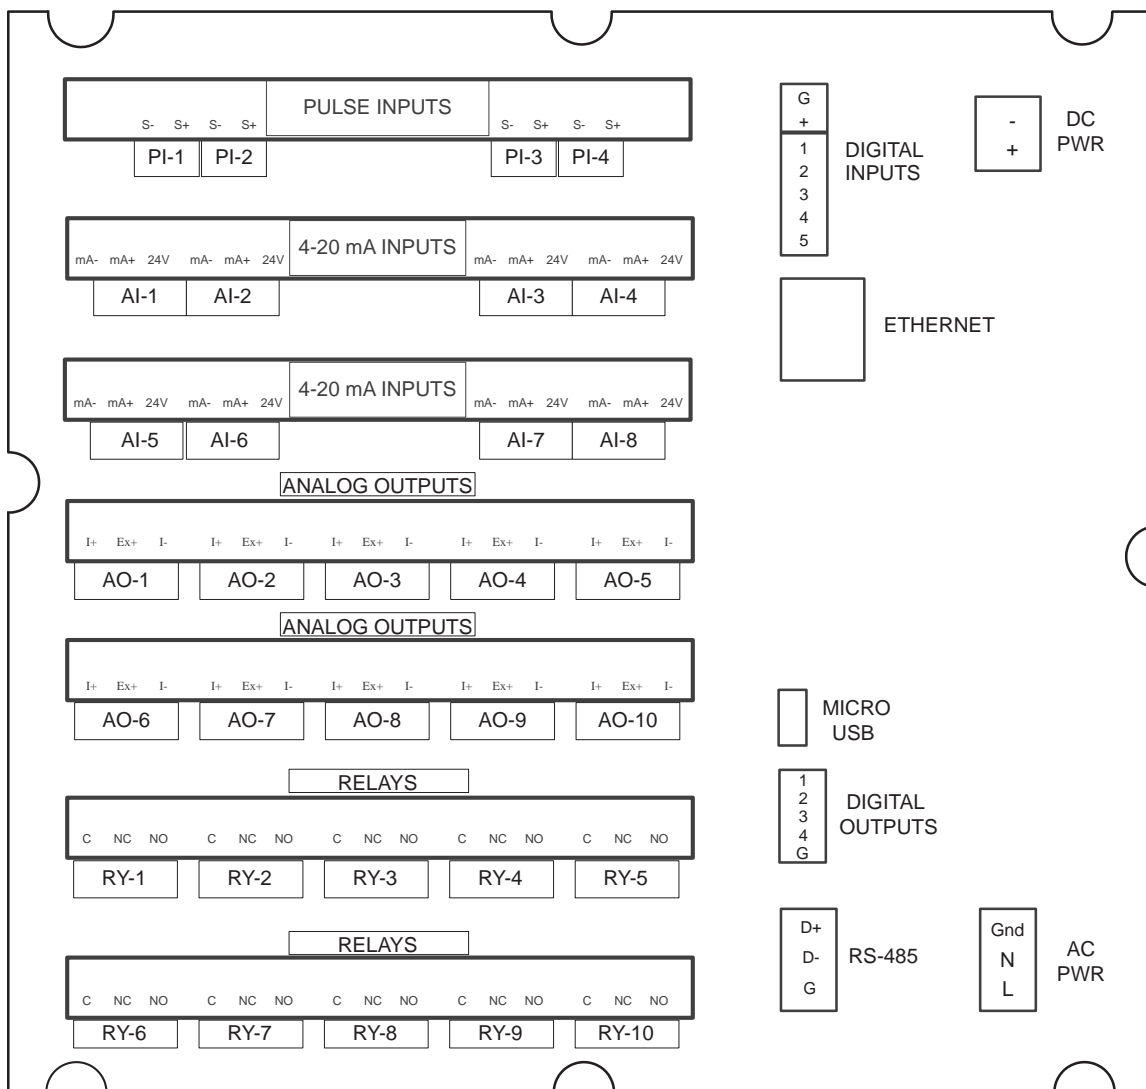 PULSE INPUTS
S- S+ S- S+ S- S+ S- S+
PI-1 PI-2 PI-3 PI-4
4-20 mA INPUTS
mA- mA+ 24V mA- mA+ 24V mA- mA+ 24V mA- mA+ 24V
AI-1 AI-2 AI-3 AI-4
4-20 mA INPUTS
mA- mA+ 24V mA- mA+ 24V mA- mA+ 24V mA- mA+ 24V
AI-5 AI-6 AI-7 AI-8
ANALOG OUTPUTS
I+ Ex+ I- I+ Ex+ I- I+ Ex+ I- I+ Ex+ I- I+ Ex+ I-
AO-1 AO-2 AO-3 AO-4 AO-5
ANALOG OUTPUTS
I+ Ex+ I- I+ Ex+ I- I+ Ex+ I- I+ Ex+ I- I+ Ex+ I-
AO-6 AO-7 AO-8 AO-9 AO-10
RELAYS
C NC NO C NC NO C NC NO C NC NO C NC NO
RY-1 RY-2 RY-3 RY-4 RY-5
RELAYS
C NC NO C NC NO C NC NO C NC NO C NC NO
RY-6 RY-7 RY-8 RY-9 RY-10
G
+
1
2
3
4
5
DIGITAL
INPUTS
-
+
DC
PWR
ETHERNET
MICRO
USB
1
2
3
4
G
DIGITAL
OUTPUTS
D+
D-
G
RS-485
Gnd
N
L
AC
PWR